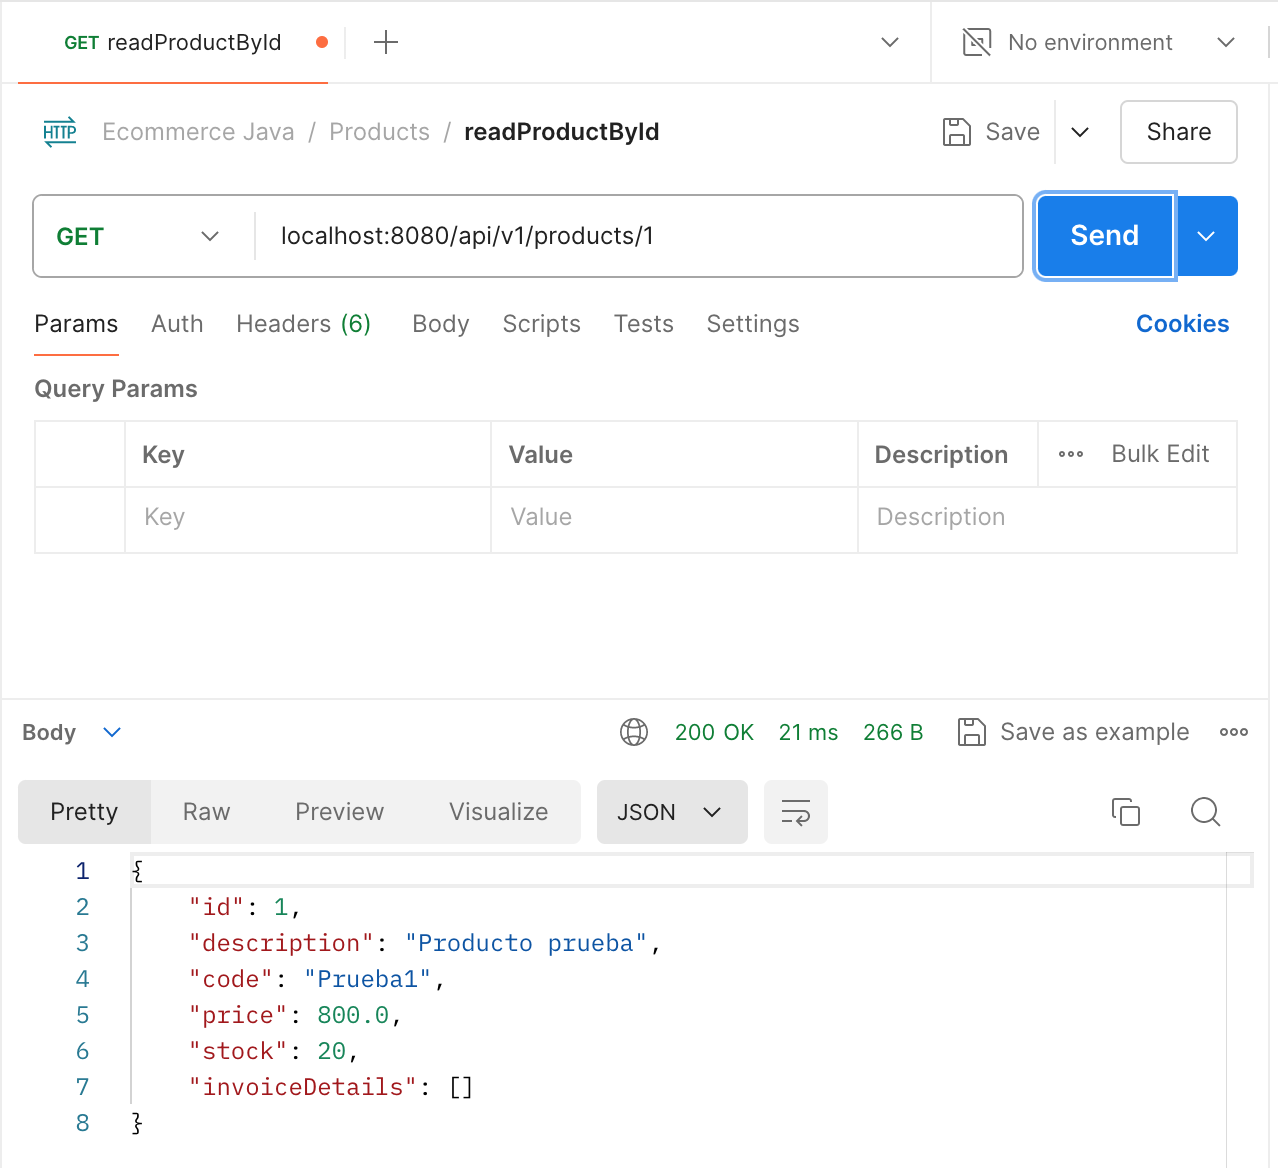 GET readProductById
No environment
HTTP Ecommerce Java / Products / readProductById
Save
Share
GET
localhost:8080/api/v1/products/1
Send
Params Auth Headers (6) Body Scripts Tests Settings Cookies
Query Params
Key Value Description Bulk Edit
Key Value Description
Body 200 OK 21 ms 266 B Save as example
Pretty Raw Preview Visualize JSON
1 {
2 "id": 1,
3 "description": "Producto prueba",
4 "code": "Prueba1",
5 "price": 800.0,
6 "stock": 20,
7 "invoiceDetails": []
8 }